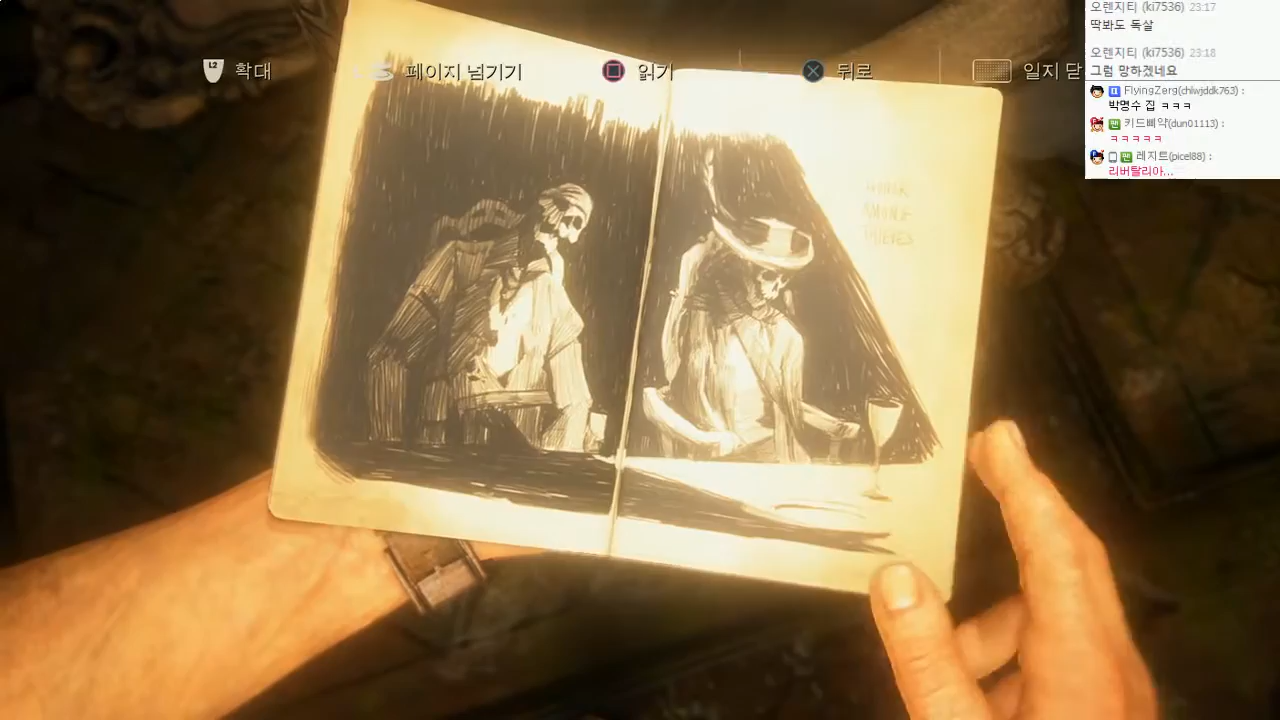 오렌지티 (ki7536) 23:17
딱봐도 독살
오렌지티 (ki7536) 23:18
그럼 망하겠네요
FlyingZerg(chlwjddk763) :
박명수 집 ㅋㅋㅋ
팬 키드삐약(dun01113) :
ㅋㅋㅋㅋㅋ
팬 레지트(picel88) :
리버탈리아...
L2 확대
페이지 넘기기
읽기
뒤로
일지 닫
HONOR
AMONG
THIEVES